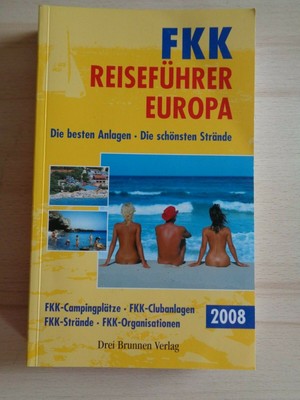 FKK
REISEFÜHRER
EUROPA
Die besten Anlagen · Die schönsten Strände
FKK-Campingplätze · FKK-Clubanlagen
FKK-Strände · FKK-Organisationen
2008
Drei Brunnen Verlag